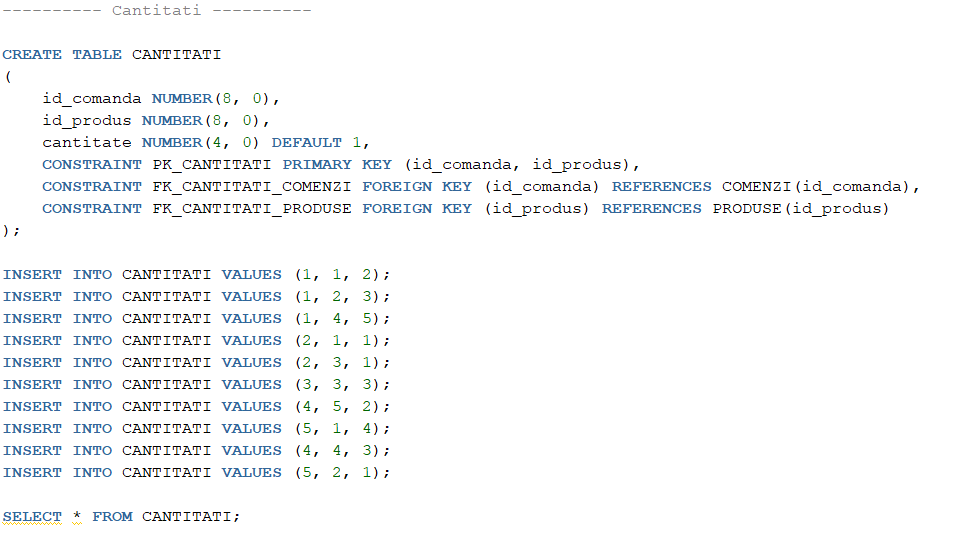 ---------- Cantitati ----------
CREATE TABLE CANTITATI
(
    id_comanda NUMBER(8, 0),
    id_produs NUMBER(8, 0),
    cantitate NUMBER(4, 0) DEFAULT 1,
    CONSTRAINT PK_CANTITATI PRIMARY KEY (id_comanda, id_produs),
    CONSTRAINT FK_CANTITATI_COMENZI FOREIGN KEY (id_comanda) REFERENCES COMENZI(id_comanda),
    CONSTRAINT FK_CANTITATI_PRODUSE FOREIGN KEY (id_produs) REFERENCES PRODUSE(id_produs)
);
INSERT INTO CANTITATI VALUES (1, 1, 2);
INSERT INTO CANTITATI VALUES (1, 2, 3);
INSERT INTO CANTITATI VALUES (1, 4, 5);
INSERT INTO CANTITATI VALUES (2, 1, 1);
INSERT INTO CANTITATI VALUES (2, 3, 1);
INSERT INTO CANTITATI VALUES (3, 3, 3);
INSERT INTO CANTITATI VALUES (4, 5, 2);
INSERT INTO CANTITATI VALUES (5, 1, 4);
INSERT INTO CANTITATI VALUES (4, 4, 3);
INSERT INTO CANTITATI VALUES (5, 2, 1);
SELECT * FROM CANTITATI;